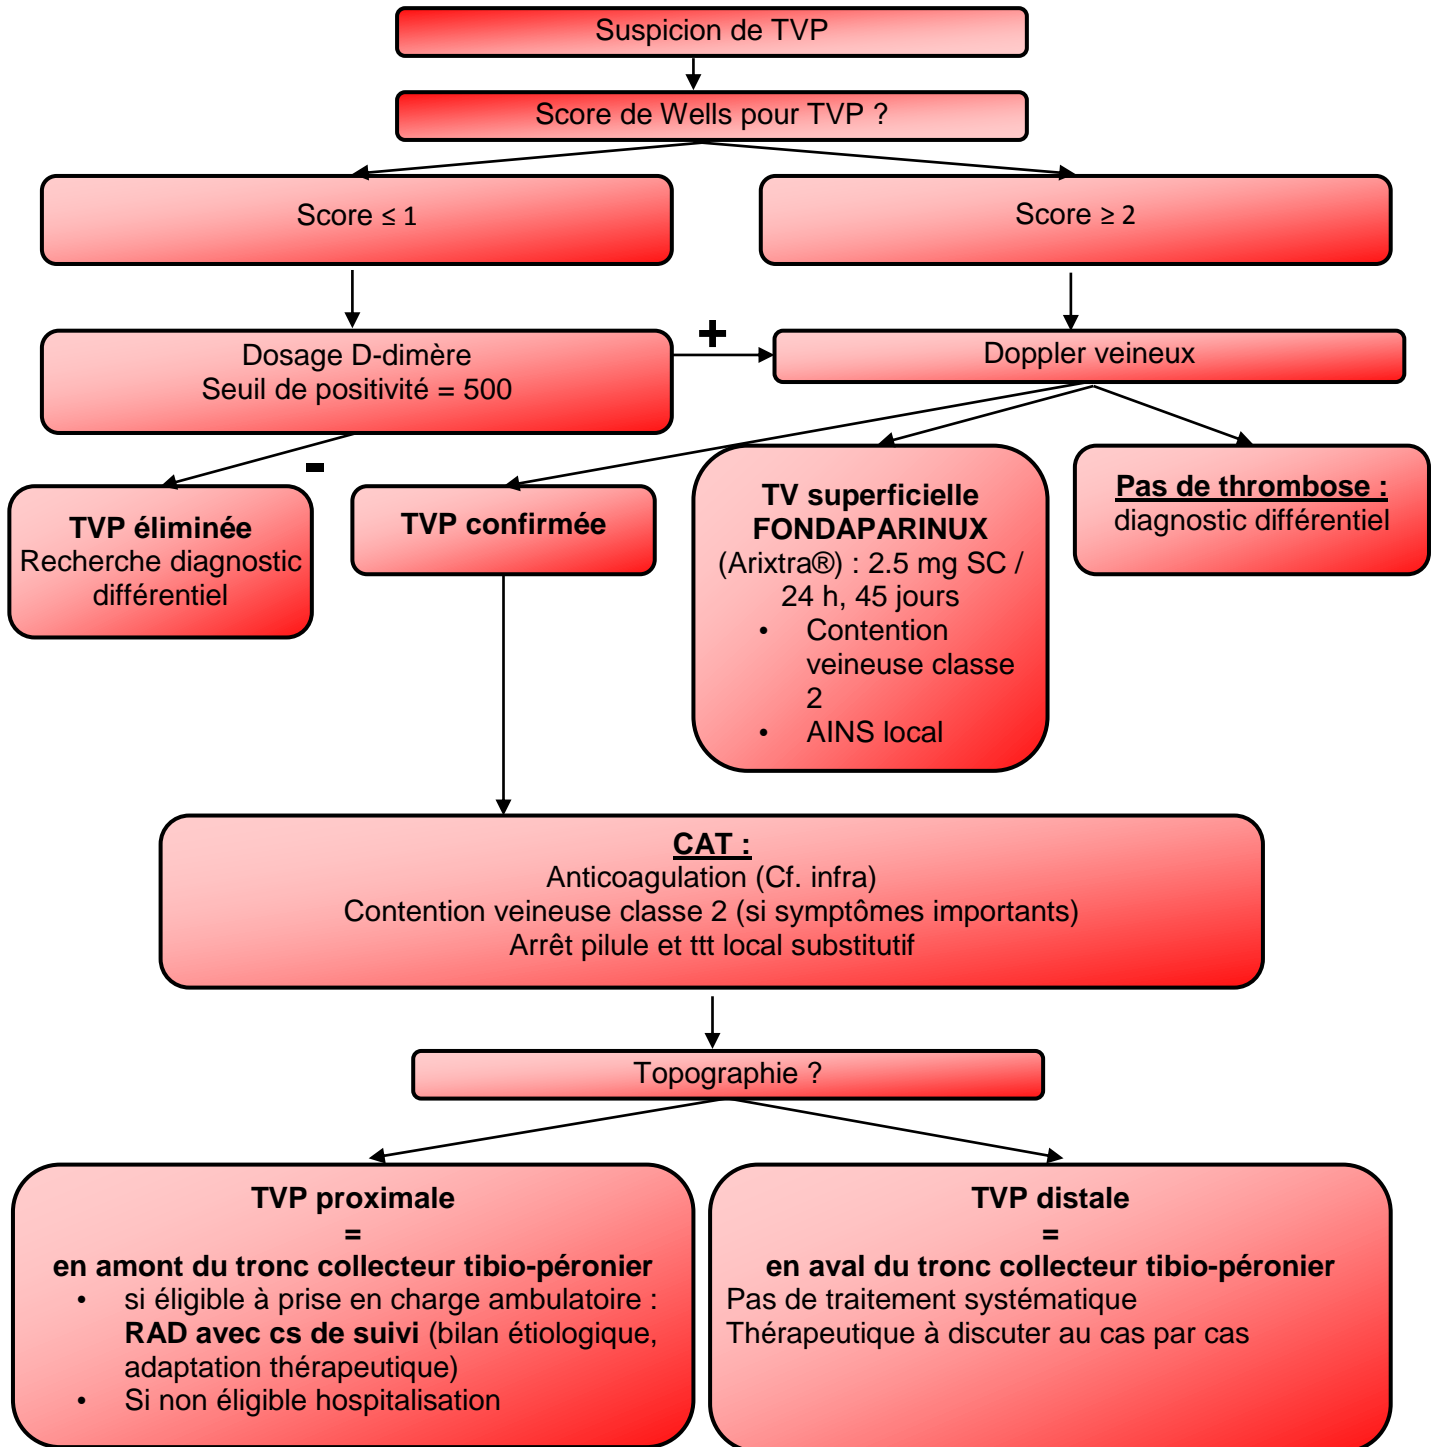 Suspicion de TVP
Score de Wells pour TVP ?
Score ≤ 1
Score ≥ 2
Dosage D-dimère
Seuil de positivité = 500
+
Doppler veineux
-
TVP éliminée
Recherche diagnostic
différentiel
TVP confirmée
TV superficielle
FONDAPARINUX
(Arixtra®) : 2.5 mg SC /
24 h, 45 jours
• Contention
veineuse classe
2
• AINS local
Pas de thrombose :
diagnostic différentiel
CAT :
Anticoagulation (Cf. infra)
Contention veineuse classe 2 (si symptômes importants)
Arrêt pilule et ttt local substitutif
Topographie ?
TVP proximale
=
en amont du tronc collecteur tibio-péronier
• si éligible à prise en charge ambulatoire :
RAD avec cs de suivi (bilan étiologique,
adaptation thérapeutique)
• Si non éligible hospitalisation
TVP distale
=
en aval du tronc collecteur tibio-péronier
Pas de traitement systématique
Thérapeutique à discuter au cas par cas